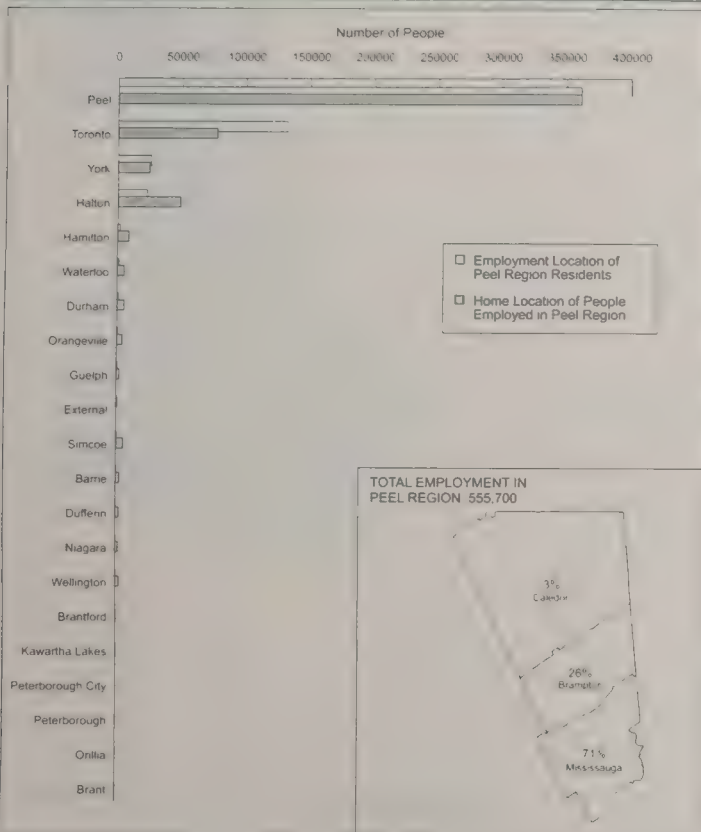 Number of People
0 50000 100000 150000 200000 250000 300000 350000 400000
Peel
Toronto
York
Halton
Hamilton
Waterloo
Durham
Orangeville
Guelph
External
Simcoe
Barrie
Dufferin
Niagara
Wellington
Brantford
Kawartha Lakes
Peterborough City
Peterborough
Orillia
Brant
Employment Location of
Peel Region Residents
Home Location of People
Employed in Peel Region
TOTAL EMPLOYMENT IN
PEEL REGION 555,700
3%
Caledon
26%
Brampton
71%
Mississauga